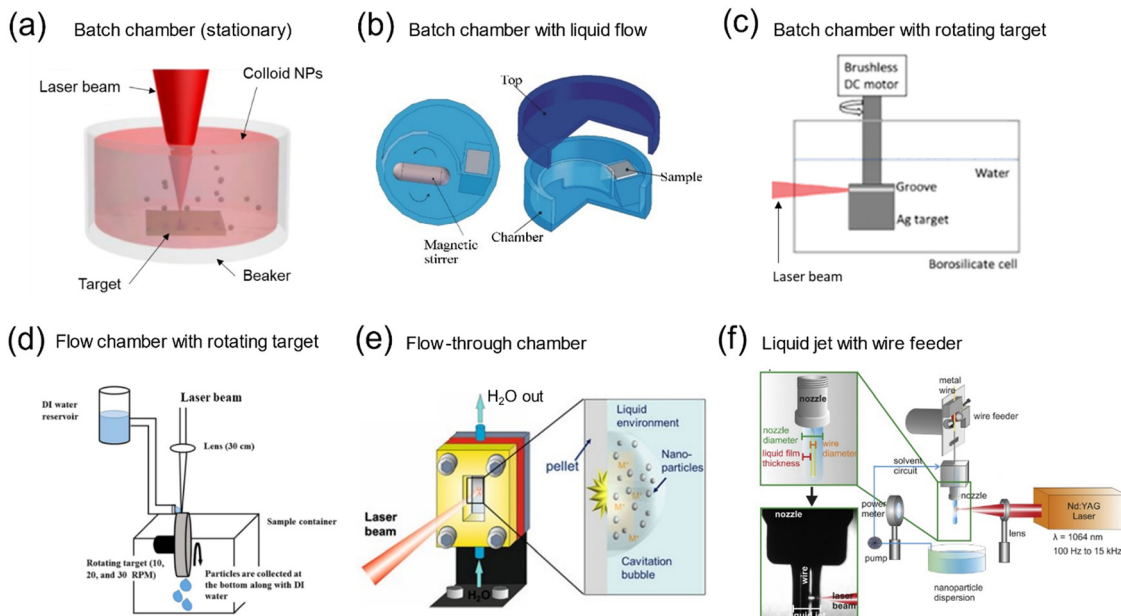 (a)
Batch chamber (stationary)
Laser beam
Colloid NPs
Target
Beaker
(b)
Batch chamber with liquid flow
Top
Sample
Chamber
Magnetic
stirrer
(c)
Batch chamber with rotating target
Brushless
DC motor
Water
Groove
Ag target
Laser beam
Borosilicate cell
(d)
Flow chamber with rotating target
DI water
reservoir
Laser beam
Lens (30 cm)
Sample container
Rotating target (10,
20, and 30 RPM)
Particles are collected at
the bottom along with DI
water
(e)
Flow-through chamber
H₂O out
Laser
beam
H₂O
Liquid
environment
pellet
Nano-
particles
M⁺
M⁺
M⁺
M⁺
Cavitation
bubble
(f)
Liquid jet with wire feeder
nozzle
nozzle
diameter
wire
diameter
liquid film
thickness
nozzle
wire
laser
beam
liquid jet
metal
wire
wire feeder
solvent
circuit
nozzle
power
meter
pump
lens
Nd:YAG
Laser
λ = 1064 nm
100 Hz to 15 kHz
nanoparticle
dispersion